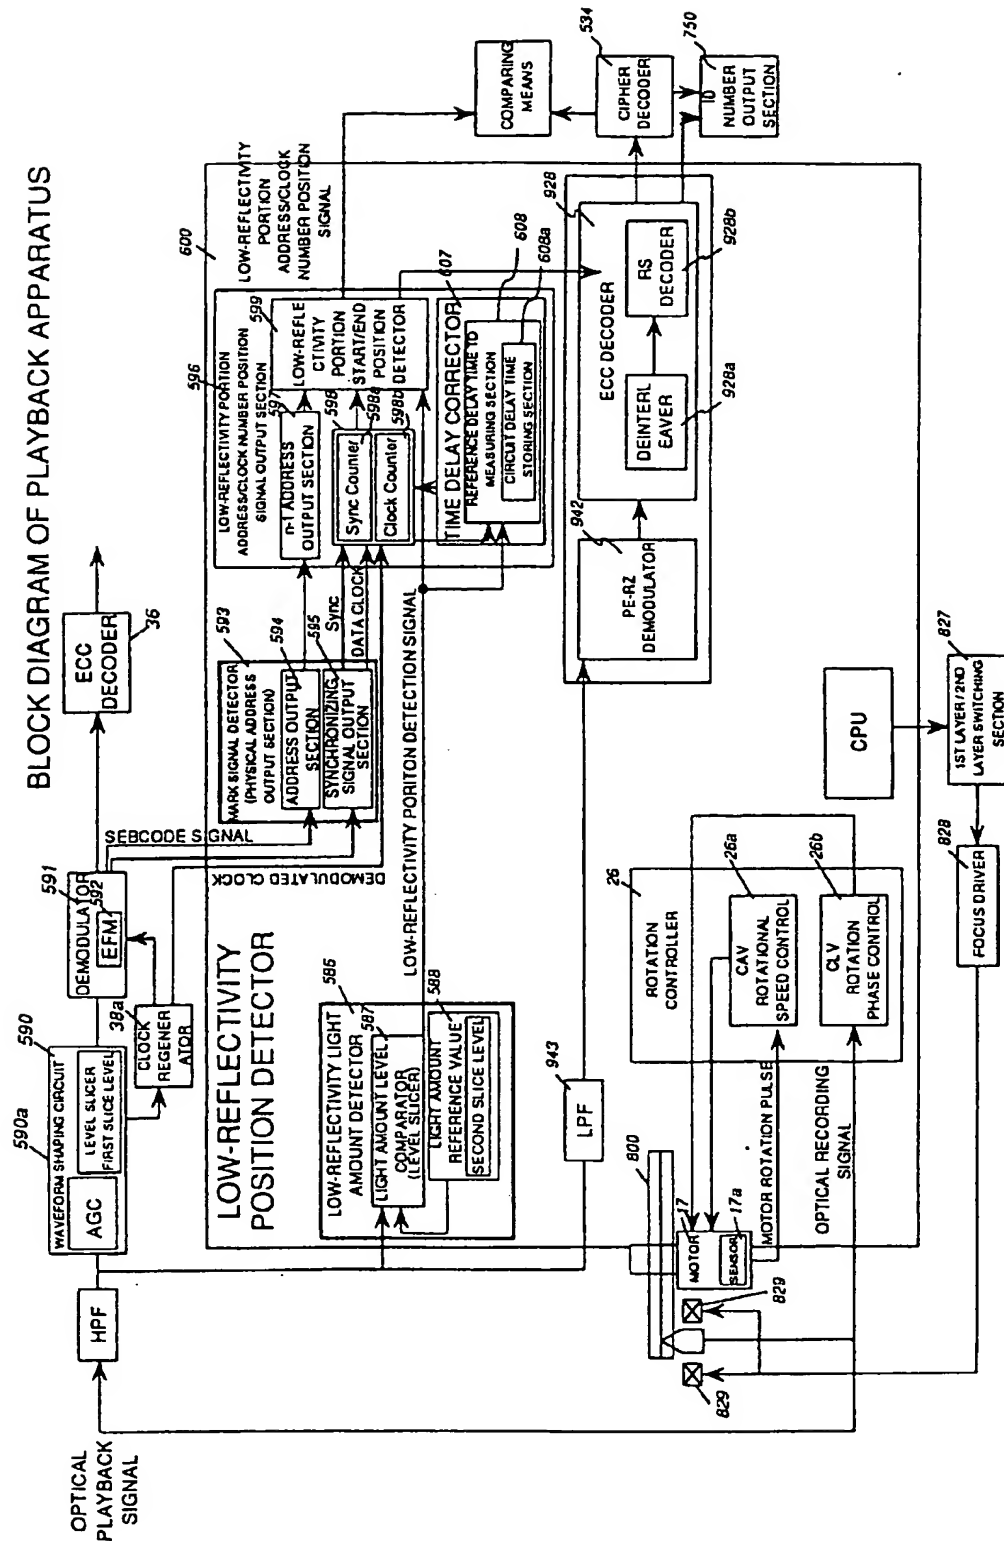 BLOCK DIAGRAM OF PLAYBACK APPARATUS
OPTICAL
PLAYBACK
SIGNAL
HPF
590a
590
WAVEFORM SHAPING CIRCUIT
AGC
LEVEL SLICER
FIRST SLICE LEVEL
38a
CLOCK
REGENER
ATOR
591
DEMODULATOR
592
EFM
ECC
DECODER
36
SEBCODE SIGNAL
DEMODULATED CLOCK
LOW-REFLECTIVITY
POSITION DETECTOR
600
586
LOW-REFLECTIVITY LIGHT
AMOUNT DETECTOR
587
LIGHT AMOUNT LEVEL
COMPARATOR
(LEVEL SLICER)
588
LIGHT AMOUNT
REFERENCE VALUE
SECOND SLICE LEVEL
593
MARK SIGNAL DETECTOR
(PHYSICAL ADDRESS
OUTPUT SECTION)
594
ADDRESS OUTPUT
SECTION
595
SYNCHRONIZING
SIGNAL OUTPUT
SECTION
Sync
DATA CLOCK
LOW-REFLECTIVITY PORITON DETECTION SIGNAL
596
LOW-REFLECTIVITY PORTION
ADDRESS/CLOCK NUMBER POSITION
SIGNAL OUTPUT SECTION
597
n-1 ADDRESS
OUTPUT SECTION
598
598a
Sync Counter
598b
Clock Counter
599
LOW-REFLE
CTIVITY
PORTION
START/END
POSITION
DETECTOR
LOW-REFLECTIVITY
PORTION
ADDRESS/CLOCK
NUMBER POSITION
SIGNAL
607
TIME DELAY CORRECTOR
608
REFERENCE DELAY TIME TO
MEASURING SECTION
608a
CIRCUIT DELAY TIME
STORING SECTION
COMPARING
MEANS
534
CIPHER
DECODER
750
ID
NUMBER
OUTPUT
SECTION
943
LPF
942
PE-RZ
DEMODULATOR
928
ECC DECODER
DEINTERL
EAVER
928a
RS
DECODER
928b
800
17
MOTOR
17a
SENSOR
829
829
MOTOR ROTATION PULSE
OPTICAL RECORDING
SIGNAL
26
ROTATION
CONTROLLER
26a
CAV
ROTATIONAL
SPEED CONTROL
26b
CLV
ROTATION
PHASE CONTROL
CPU
827
1ST LAYER/2ND
LAYER SWITCHING
SECTION
828
FOCUS DRIVER